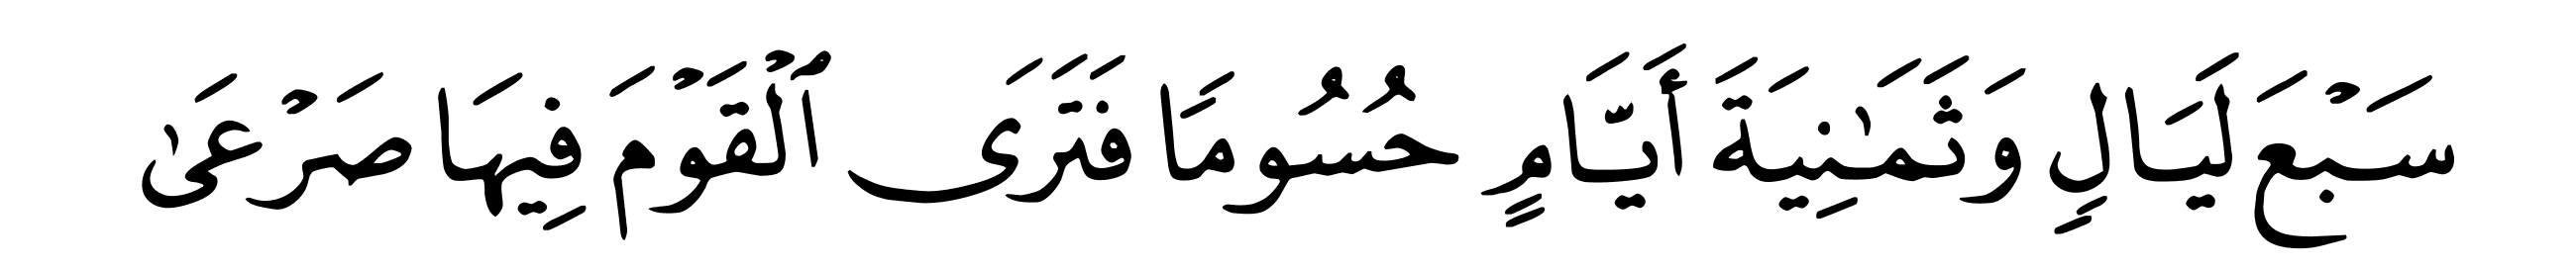 سَبْعَ لَيَالٍ وَثَمَـٰنِيَةَ أَيَّامٍ حُسُومًا فَتَرَى ٱلْقَوْمَ فِيهَا صَرْعَىٰ